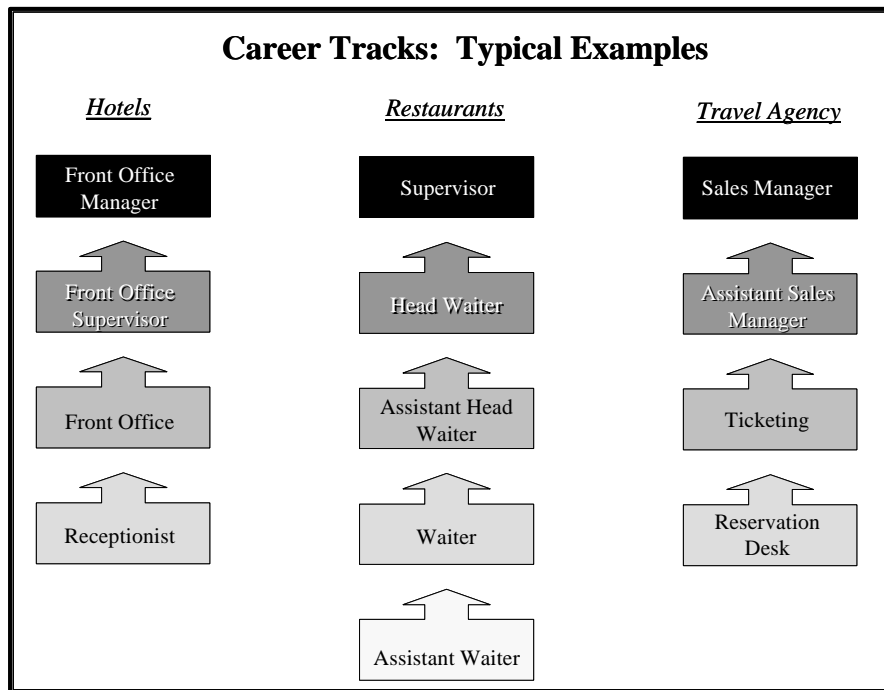 Career Tracks:  Typical Examples
Hotels
Front Office
Manager
Front Office
Supervisor
Front Office
Receptionist
Restaurants
Supervisor
Head Waiter
Assistant Head
Waiter
Waiter
Assistant Waiter
Travel Agency
Sales Manager
Assistant Sales
Manager
Ticketing
Reservation
Desk